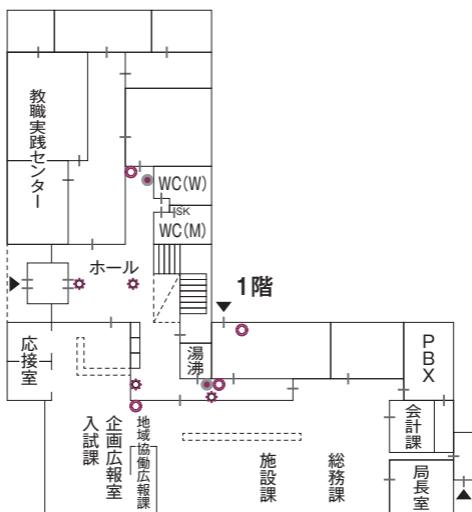 教職実践センター
WC(W)
SK
WC(M)
ホール
1階
応接室
湯沸
PBX
入試課
企画広報室
地域協働広報課
施設課
総務課
会計課
局長室